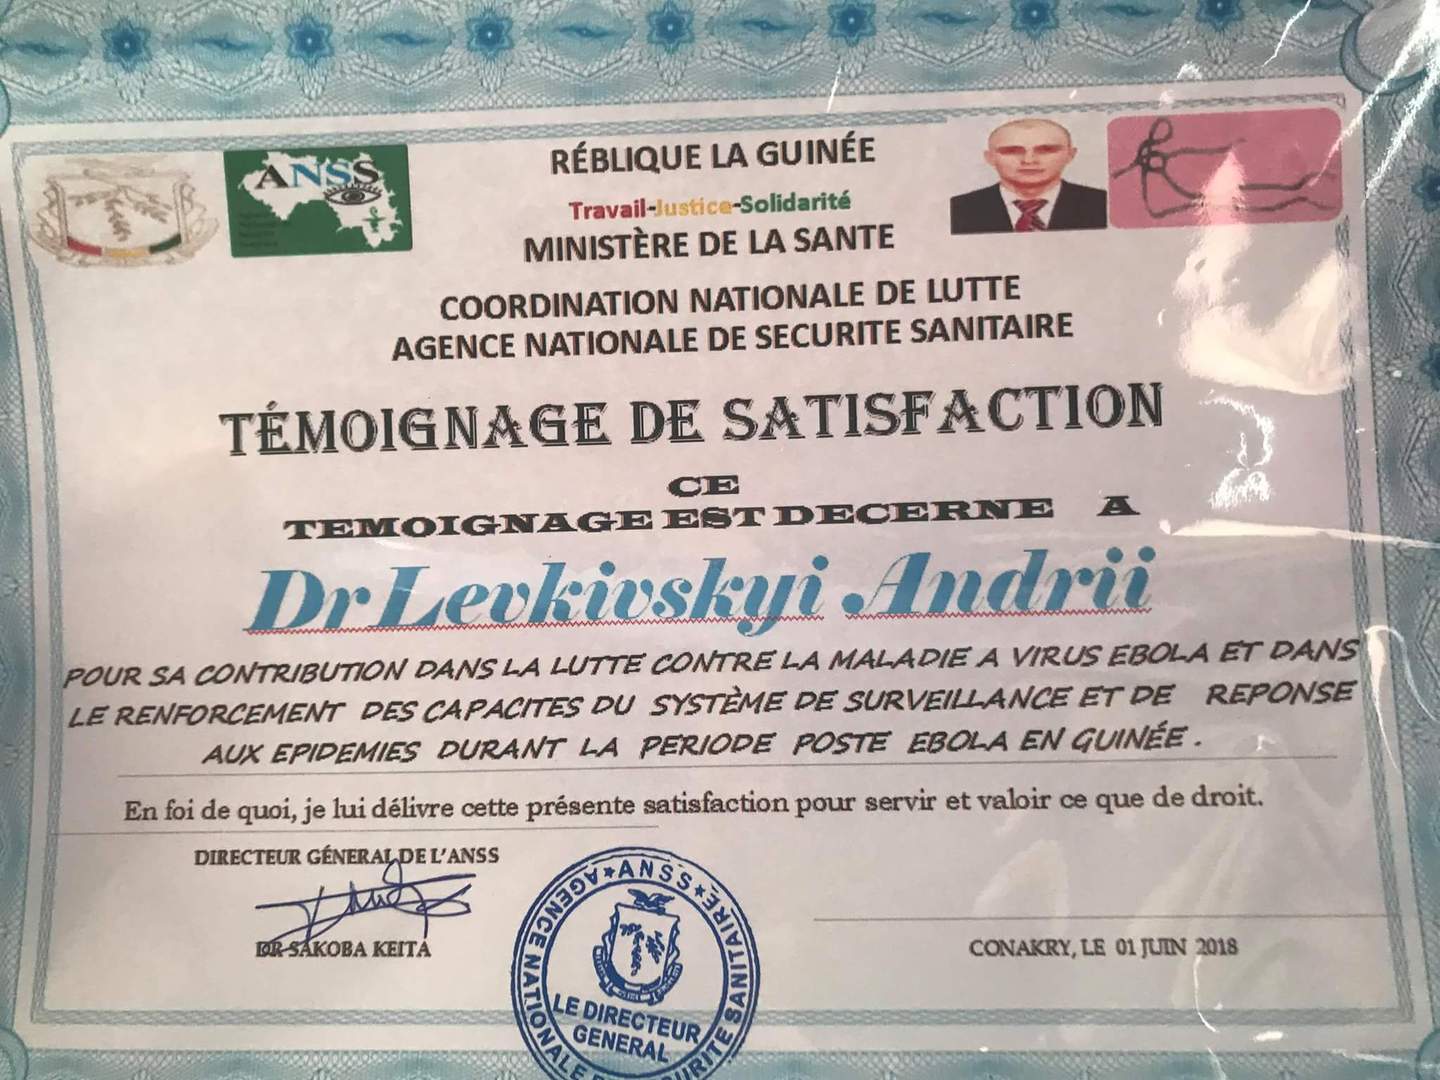 ANSS
RÉBLIQUE LA GUINÉE
Travail-Justice-Solidarité
MINISTÈRE DE LA SANTE
COORDINATION NATIONALE DE LUTTE
AGENCE NATIONALE DE SECURITE SANITAIRE
TÉMOIGNAGE DE SATISFACTION
CE
TEMOIGNAGE EST DECERNE A
Dr Levkivskyi Andrii
POUR SA CONTRIBUTION DANS LA LUTTE CONTRE LA MALADIE A VIRUS EBOLA ET DANS
LE RENFORCEMENT DES CAPACITES DU SYSTÈME DE SURVEILLANCE ET DE REPONSE
AUX EPIDEMIES DURANT LA PERIODE POSTE EBOLA EN GUINÉE.
En foi de quoi, je lui délivre cette présente satisfaction pour servir et valoir ce que de droit.
DIRECTEUR GÉNERAL DE L'ANSS
DR SAKOBA KEITA
CONAKRY, LE 01 JUIN 2018
★ANSS★
AGENCE NATIONALE DE SECURITE SANITAIRE
LE DIRECTEUR
GENERAL